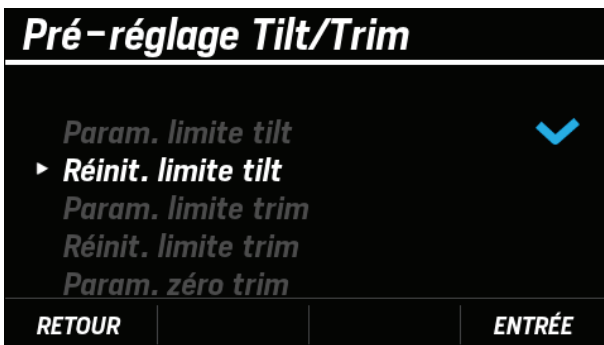 Pré-réglage Tilt/Trim
Param. limite tilt
Réinit. limite tilt
Param. limite trim
Réinit. limite trim
Param. zéro trim
RETOUR ENTRÉE